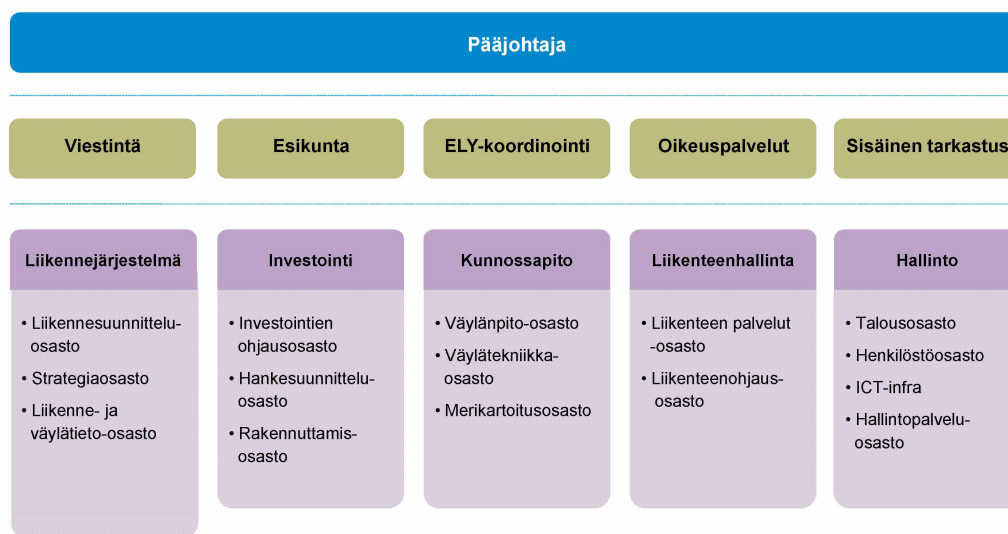 Pääjohtaja
Viestintä
Esikunta
ELY-koordinointi
Oikeuspalvelut
Sisäinen tarkastus
Liikennejärjestelmä
• Liikennesuunnittelu-
osasto
• Strategiaosasto
• Liikenne- ja
väylätieto-osasto
Investointi
• Investointien
ohjausosasto
• Hankesuunnittelu-
osasto
• Rakennuttamis-
osasto
Kunnossapito
• Väylänpito-osasto
• Väylätekniikka-
osasto
• Merikartoitusosasto
Liikenteenhallinta
• Liikenteen palvelut
-osasto
• Liikenteenohjaus-
osasto
Hallinto
• Talousosasto
• Henkilöstöosasto
• ICT-infra
• Hallintopalvelu-
osasto